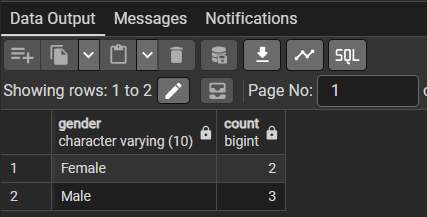 Data Output Messages Notifications
SQL
Showing rows: 1 to 2 Page No: 1
gender count
character varying (10) bigint
1 Female 2
2 Male 3